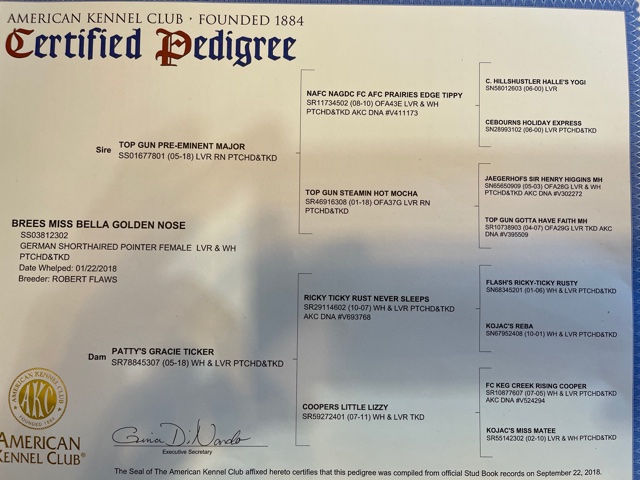 AMERICAN KENNEL CLUB · FOUNDED 1884
Certified Pedigree
C. HILLSHUSTLER HALLE'S YOGI
SN58012603 (06-00) LVR
NAFC NAGDC FC AFC PRAIRIES EDGE TIPPY
SR11734502 (08-10) OFA43E LVR & WH
PTCHD&TKD AKC DNA #V411173
CEBOURNS HOLIDAY EXPRESS
SN28993102 (06-00) LVR PTCHD&TKD
Sire
TOP GUN PRE-EMINENT MAJOR
SS01677801 (05-18) LVR RN PTCHD&TKD
JAEGERHOFS SIR HENRY HIGGINS MH
SN65650909 (05-03) OFA28G LVR & WH
PTCHD&TKD AKC DNA #V302272
TOP GUN STEAMIN HOT MOCHA
SR46916308 (01-18) OFA37G LVR RN
PTCHD&TKD
TOP GUN GOTTA HAVE FAITH MH
SR10738903 (04-07) OFA29G LVR TKD AKC
DNA #V395509
BREES MISS BELLA GOLDEN NOSE
SS03812302
GERMAN SHORTHAIRED POINTER FEMALE LVR & WH
PTCHD&TKD
Date Whelped: 01/22/2018
Breeder: ROBERT FLAWS
FLASH'S RICKY-TICKY RUSTY
SN68345201 (01-06) WH & LVR PTCHD&TKD
RICKY TICKY RUST NEVER SLEEPS
SR29114602 (10-07) WH & LVR PTCHD&TKD
AKC DNA #V693768
KOJAC'S REBA
SN67952408 (10-01) WH & LVR PTCHD&TKD
Dam
PATTY'S GRACIE TICKER
SR78845307 (05-18) WH & LVR PTCHD&TKD
FC KEG CREEK RISING COOPER
SR10877607 (07-05) WH & LVR PTCHD&TKD
AKC DNA #V524294
COOPERS LITTLE LIZZY
SR59272401 (07-11) WH & LVR TKD
KOJAC'S MISS MATEE
SR55142302 (02-10) LVR & WH PTCHD&TKD
AMERICAN KENNEL CLUB
AKC
FOUNDED 1884
AMERICAN
KENNEL CLUB®
Gina DiNardo
Executive Secretary
The Seal of The American Kennel Club affixed hereto certifies that this pedigree was compiled from official Stud Book records on September 22, 2018.